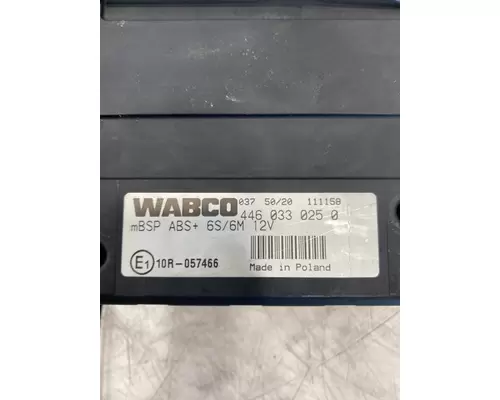 WABCO 037 50/20 111158
446 033 025 0
mBSP ABS+ 6S/6M 12V
E1 10R-057466
Made in Poland